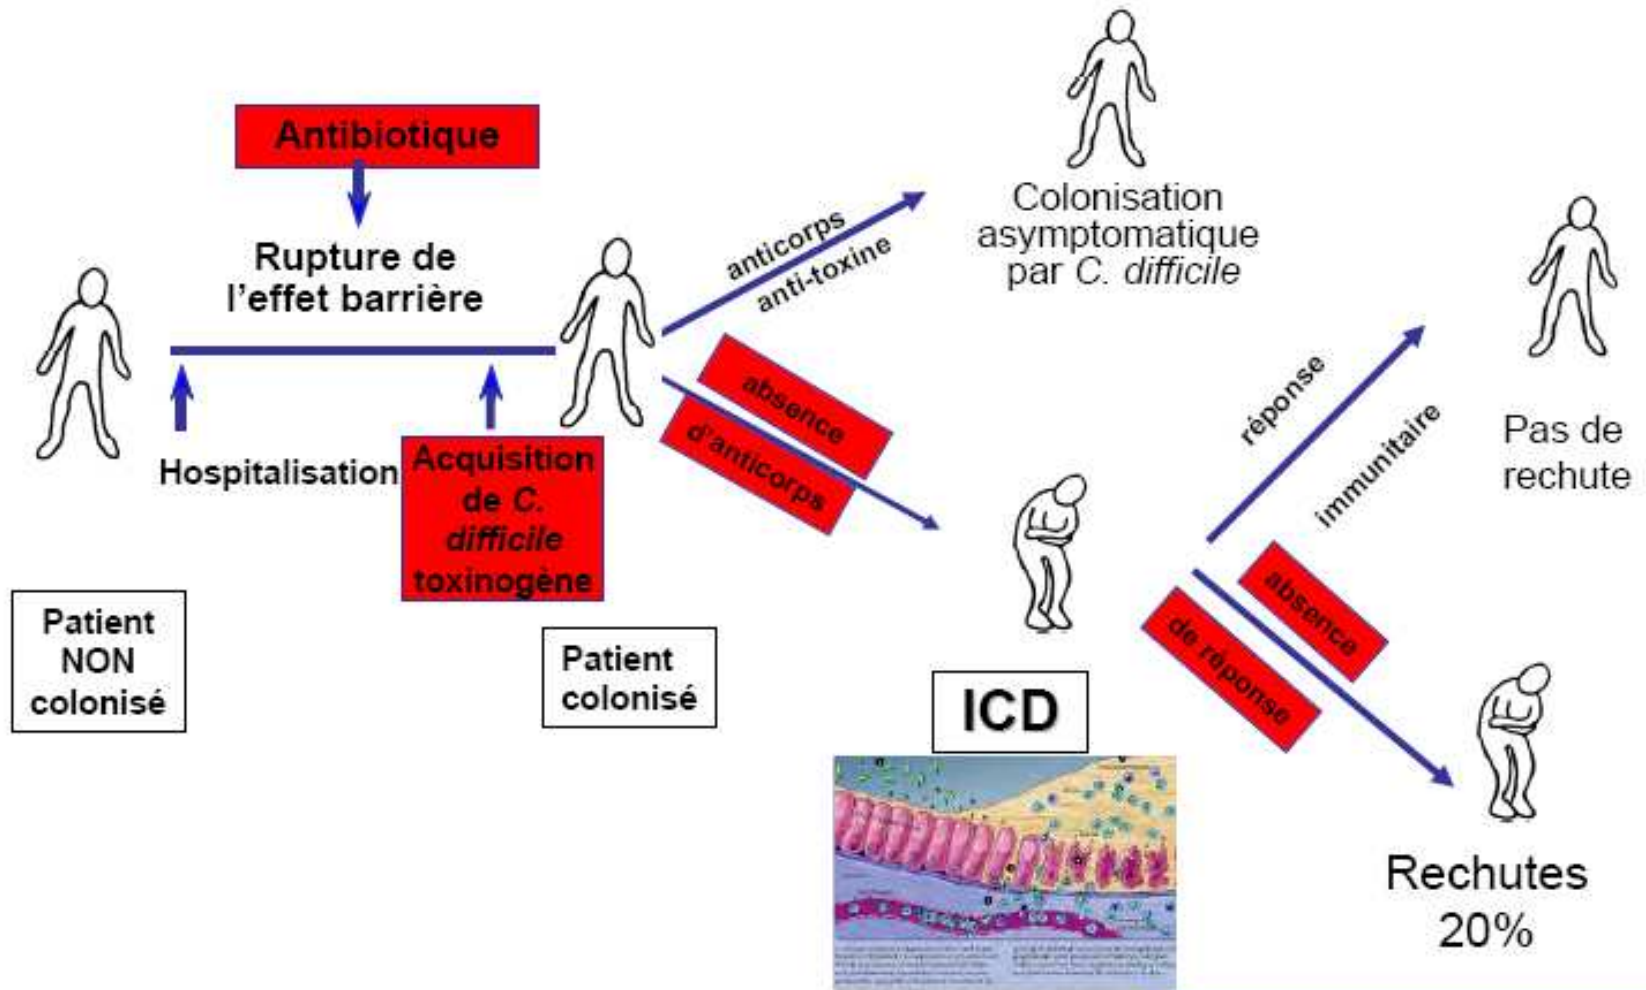 Antibiotique
Rupture de
l'effet barrière
Hospitalisation
Acquisition
de C.
difficile
toxinogène
Patient
NON
colonisé
Patient
colonisé
anticorps
anti-toxine
Colonisation
asymptomatique
par C. difficile
absence
d'anticorps
ICD
réponse
immunitaire
Pas de
rechute
absence
de réponse
Rechutes
20%